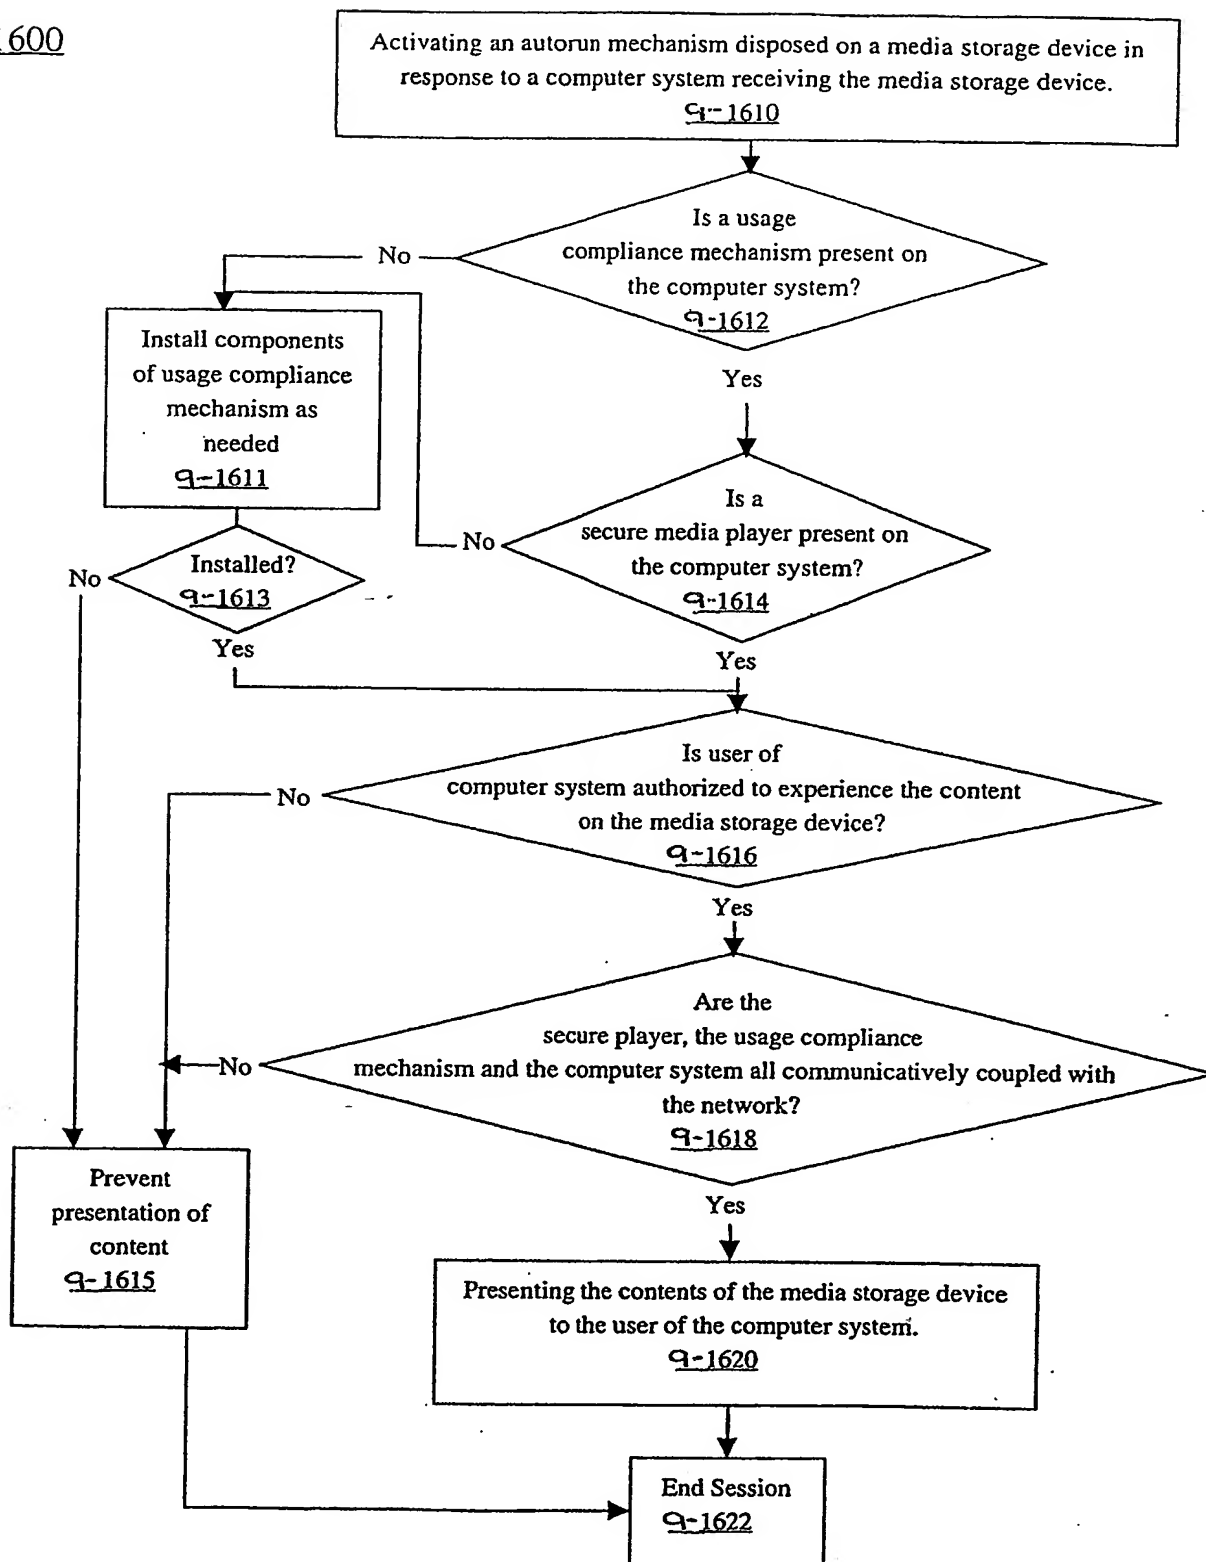 1600
Activating an autorun mechanism disposed on a media storage device in
response to a computer system receiving the media storage device.
9-1610
Is a usage
compliance mechanism present on
the computer system?
9-1612
No
Yes
Install components
of usage compliance
mechanism as
needed
9-1611
Is a
secure media player present on
the computer system?
9-1614
No
Installed?
9-1613
No
Yes
Yes
Is user of
computer system authorized to experience the content
on the media storage device?
9-1616
No
Yes
Are the
secure player, the usage compliance
mechanism and the computer system all communicatively coupled with
the network?
9-1618
No
Yes
Prevent
presentation of
content
9-1615
Presenting the contents of the media storage device
to the user of the computer system.
9-1620
End Session
9-1622